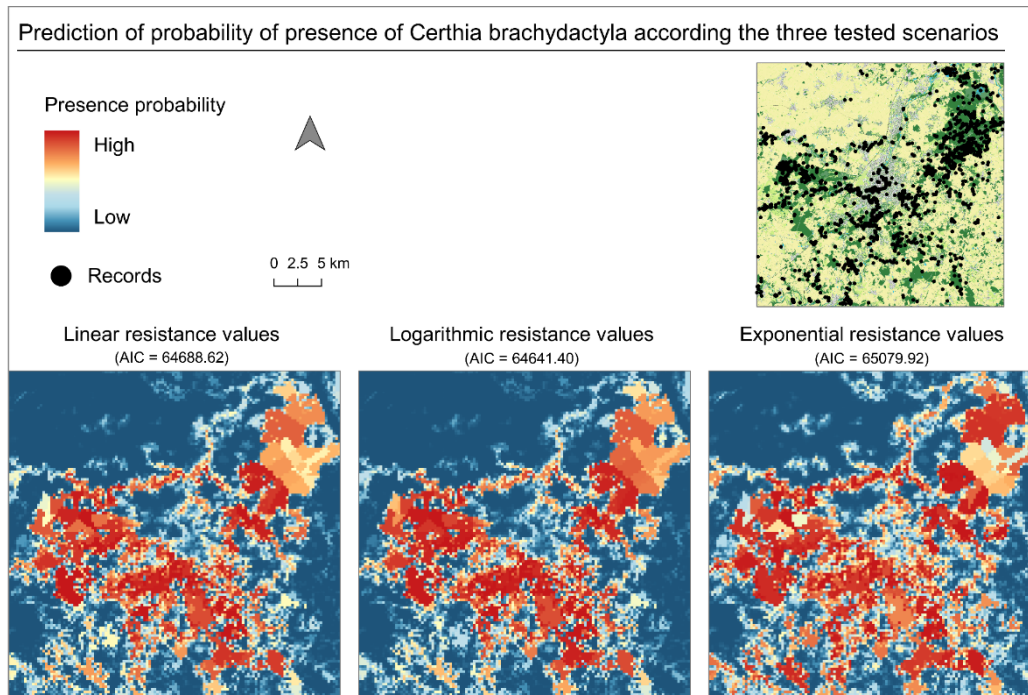 Prediction of probability of presence of Certhia brachydactyla according the three tested scenarios
Presence probability
High
Low
Records
0 2.5 5 km
Linear resistance values
(AIC = 64688.62)
Logarithmic resistance values
(AIC = 64641.40)
Exponential resistance values
(AIC = 65079.92)